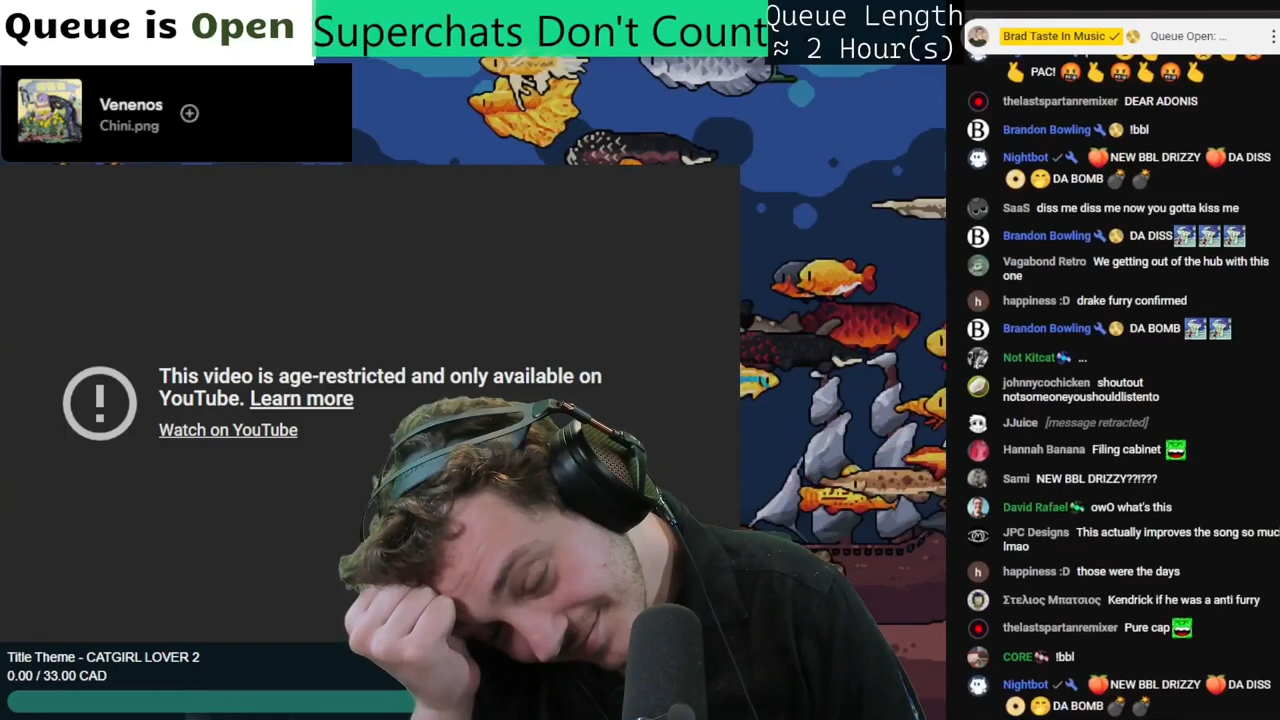 Queue is Open
Superchats Don't Count
Queue Length
≈ 2 Hour(s)
Venenos
Chini.png
This video is age-restricted and only available on
YouTube. Learn more
Watch on YouTube
Title Theme - CATGIRL LOVER 2
0.00 / 33.00 CAD
Brad Taste In Music Queue Open: ...
PAC!
thelastspartanremixer DEAR ADONIS
Brandon Bowling !bbl
Nightbot NEW BBL DRIZZY DA DISS
DA BOMB
SaaS diss me diss me now you gotta kiss me
Brandon Bowling DA DISS
Vagabond Retro We getting out of the hub with this
one
happiness :D drake furry confirmed
Brandon Bowling DA BOMB
Not Kitcat ...
johnnycochicken shoutout
notsomeoneyoushouldlistento
JJuice [message retracted]
Hannah Banana Filing cabinet
Sami NEW BBL DRIZZY??!???
David Rafael owO what's this
JPC Designs This actually improves the song so much
lmao
happiness :D those were the days
Στελιος Μπατσιος Kendrick if he was a anti furry
thelastspartanremixer Pure cap
CORE !bbl
Nightbot NEW BBL DRIZZY DA DISS
DA BOMB